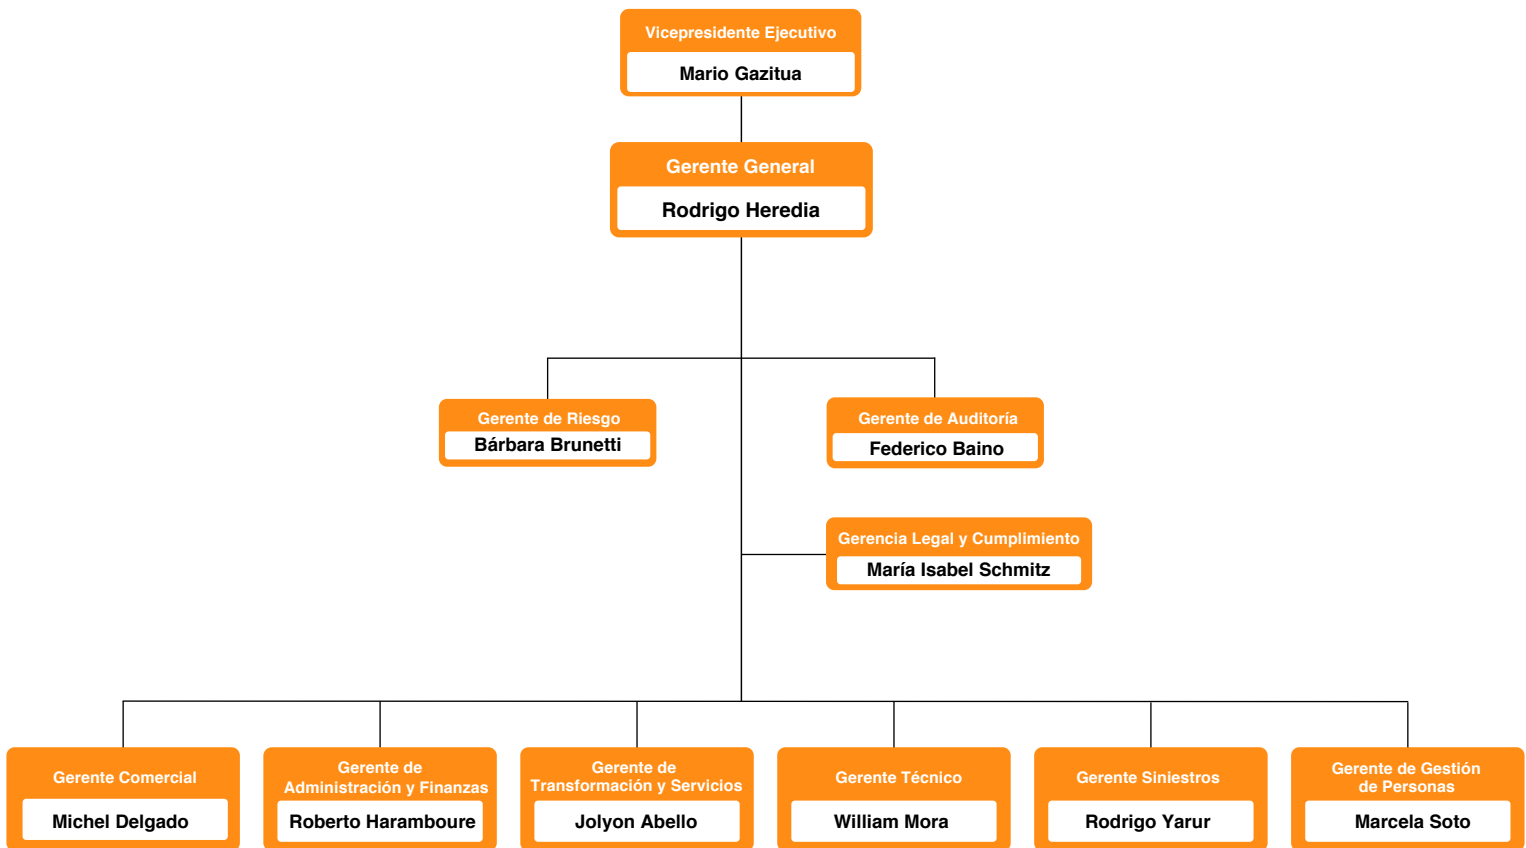 Vicepresidente Ejecutivo
Mario Gazitua
Gerente General
Rodrigo Heredia
Gerente de Riesgo
Bárbara Brunetti
Gerente de Auditoría
Federico Baino
Gerencia Legal y Cumplimiento
María Isabel Schmitz
Gerente Comercial
Michel Delgado
Gerente de
Administración y Finanzas
Roberto Haramboure
Gerente de
Transformación y Servicios
Jolyon Abello
Gerente Técnico
William Mora
Gerente Siniestros
Rodrigo Yarur
Gerente de Gestión
de Personas
Marcela Soto